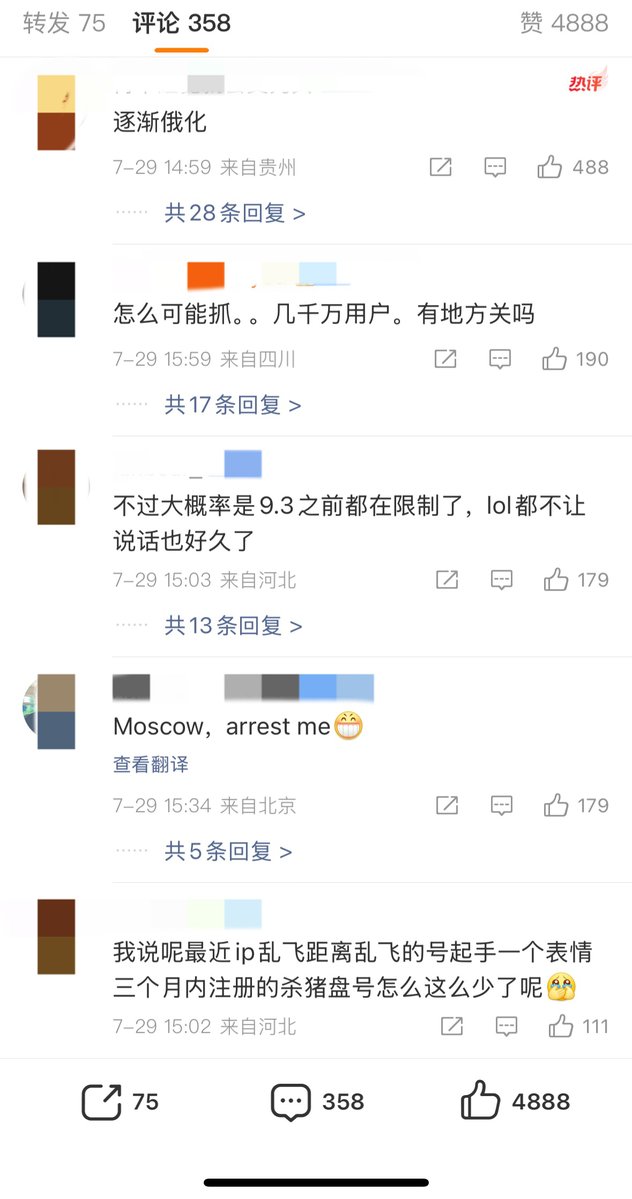 转发 75 评论 358 赞 4888
热评
逐渐俄化
7-29 14:59 来自贵州 488
······ 共28条回复 >
怎么可能抓。。几千万用户。有地方关吗
7-29 15:59 来自四川 190
······ 共17条回复 >
不过大概率是9.3之前都在限制了，lol都不让
说话也好久了
7-29 15:03 来自河北 179
······ 共13条回复 >
Moscow，arrest me😁
查看翻译
7-29 15:34 来自北京 179
······ 共5条回复 >
我说呢最近ip乱飞距离乱飞的号起手一个表情
三个月内注册的杀猪盘号怎么这么少了呢🥹
7-29 15:02 来自河北 111
75 358 4888